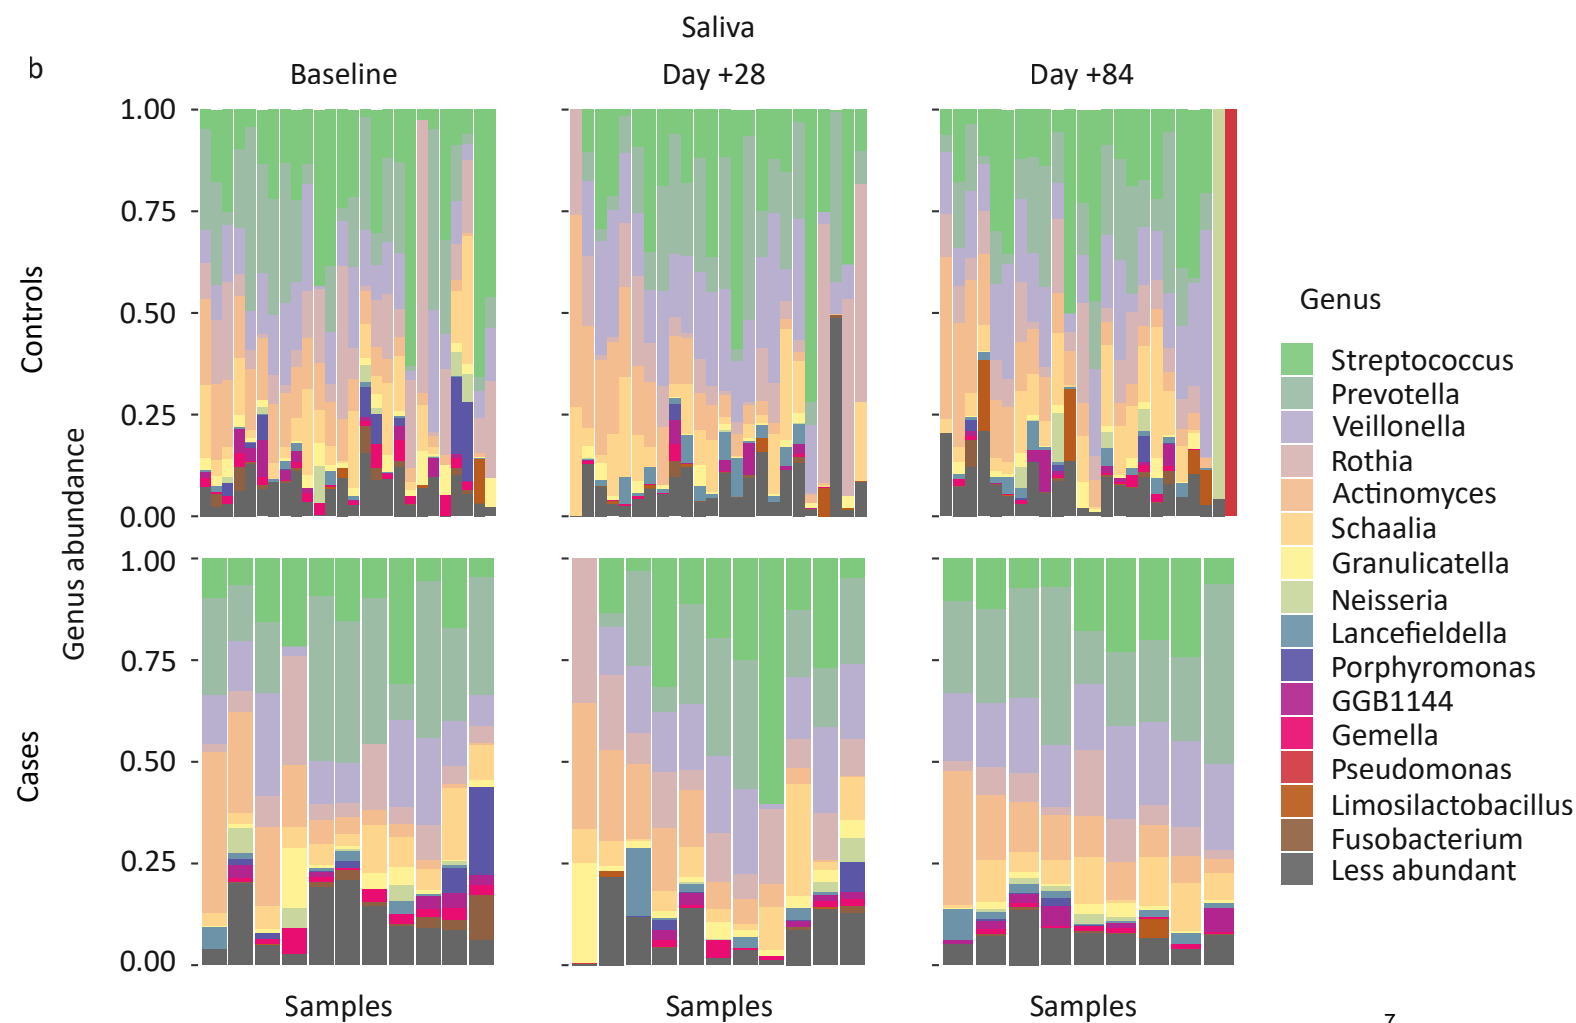 Saliva
b
Baseline
Day +28
Day +84
1.00
0.75
0.50
0.25
0.00
Controls
1.00
0.75
0.50
0.25
0.00
Cases
Genus abundance
Samples
Samples
Samples
Genus
Streptococcus
Prevotella
Veillonella
Rothia
Actinomyces
Schaalia
Granulicatella
Neisseria
Lancefieldella
Porphyromonas
GGB1144
Gemella
Pseudomonas
Limosilactobacillus
Fusobacterium
Less abundant
7